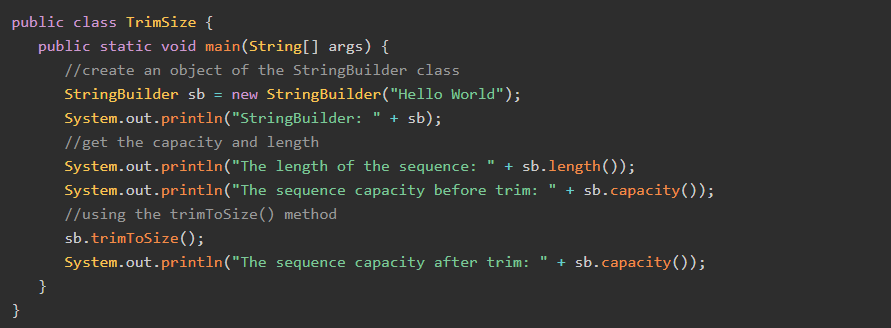 public class TrimSize {
   public static void main(String[] args) {
      //create an object of the StringBuilder class
      StringBuilder sb = new StringBuilder("Hello World");
      System.out.println("StringBuilder: " + sb);
      //get the capacity and length
      System.out.println("The length of the sequence: " + sb.length());
      System.out.println("The sequence capacity before trim: " + sb.capacity());
      //using the trimToSize() method
      sb.trimToSize();
      System.out.println("The sequence capacity after trim: " + sb.capacity());
   }
}